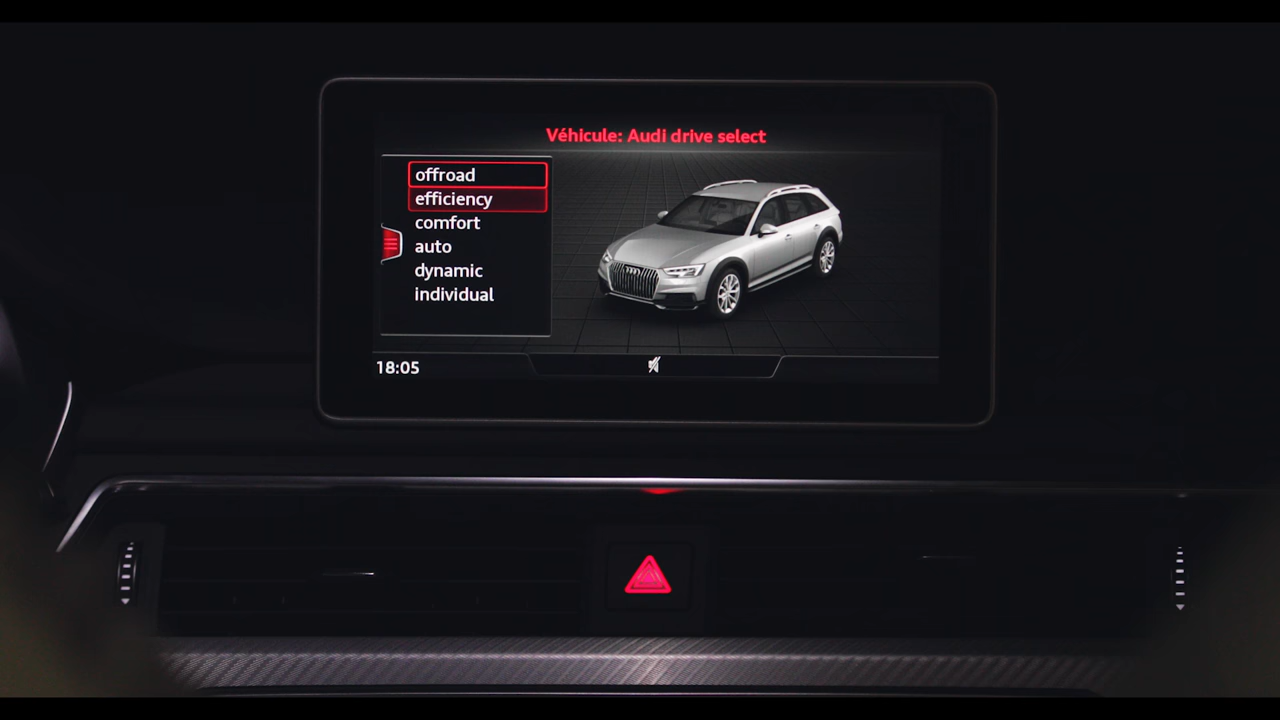 Véhicule: Audi drive select
offroad
efficiency
comfort
auto
dynamic
individual
18:05